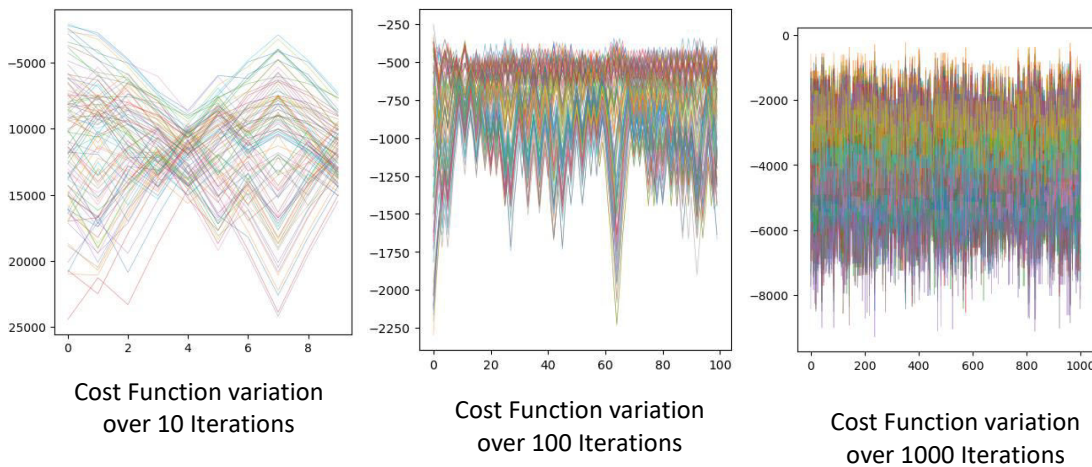 −5000
10000
15000
20000
25000
0 2 4 6 8
Cost Function variation
over 10 Iterations
−250
−500
−750
−1000
−1250
−1500
−1750
−2000
−2250
0 20 40 60 80 100
Cost Function variation
over 100 Iterations
0
−2000
−4000
−6000
−8000
0 200 400 600 800 1000
Cost Function variation
over 1000 Iterations